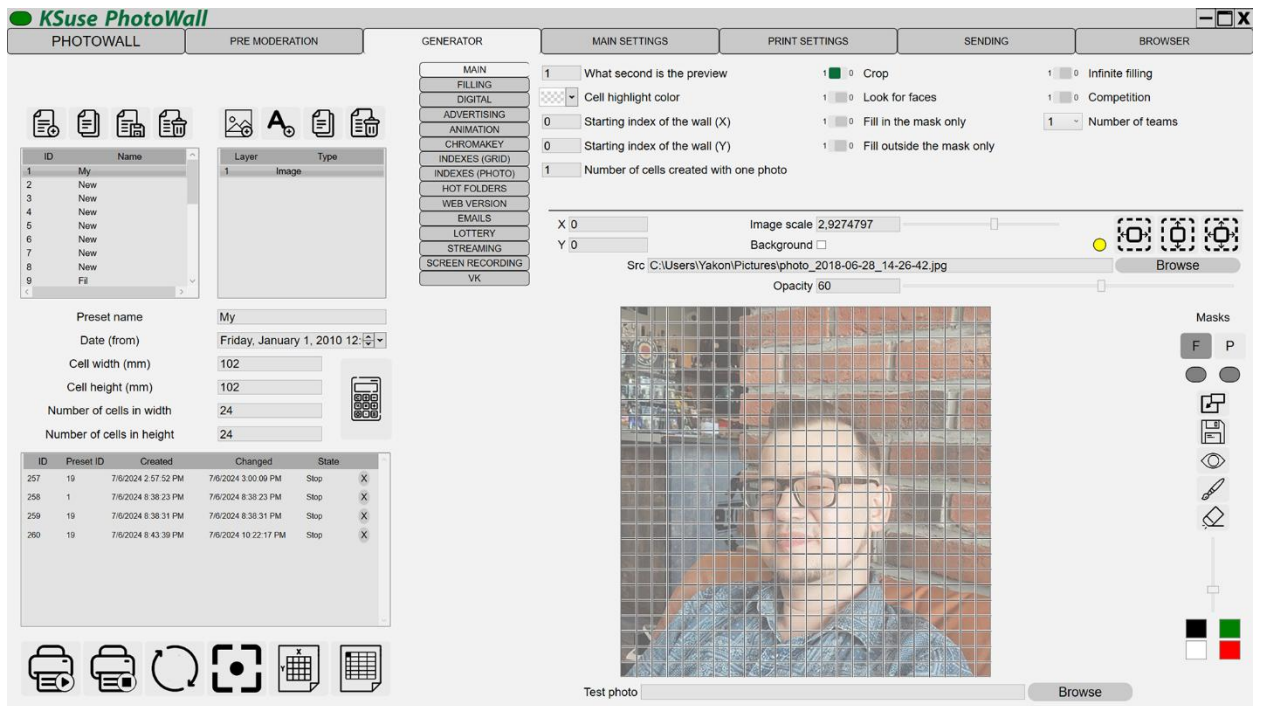 KSuse PhotoWall
X
PHOTOWALL PRE MODERATION GENERATOR MAIN SETTINGS PRINT SETTINGS SENDING BROWSER
MAIN
FILLING
DIGITAL
ADVERTISING
ANIMATION
CHROMAKEY
INDEXES (GRID)
INDEXES (PHOTO)
HOT FOLDERS
WEB VERSION
EMAILS
LOTTERY
STREAMING
SCREEN RECORDING
VK
1 What second is the preview 1 0 Crop 1 0 Infinite filling
Cell highlight color 1 0 Look for faces 1 0 Competition
0 Starting index of the wall (X) 1 0 Fill in the mask only 1 Number of teams
0 Starting index of the wall (Y) 1 0 Fill outside the mask only
1 Number of cells created with one photo
A
ID Name
1 My
2 New
3 New
4 New
5 New
6 New
7 New
8 New
9 Fil
Layer Type
1 Image
X 0 Image scale 2,9274797
Y 0 Background
Src C:\Users\Yakon\Pictures\photo_2018-06-28_14-26-42.jpg Browse
Opacity 60
Preset name My
Date (from) Friday, January 1, 2010 12:
Cell width (mm) 102
Cell height (mm) 102
Number of cells in width 24
Number of cells in height 24
Masks
F P
ID Preset ID Created Changed State
257 19 7/6/2024 2:57:52 PM 7/6/2024 3:00:09 PM Stop X
258 1 7/6/2024 8:38:23 PM 7/6/2024 8:38:23 PM Stop X
259 19 7/6/2024 8:38:31 PM 7/6/2024 8:38:31 PM Stop X
260 19 7/6/2024 8:43:39 PM 7/6/2024 10:22:17 PM Stop X
X
Y
Test photo Browse